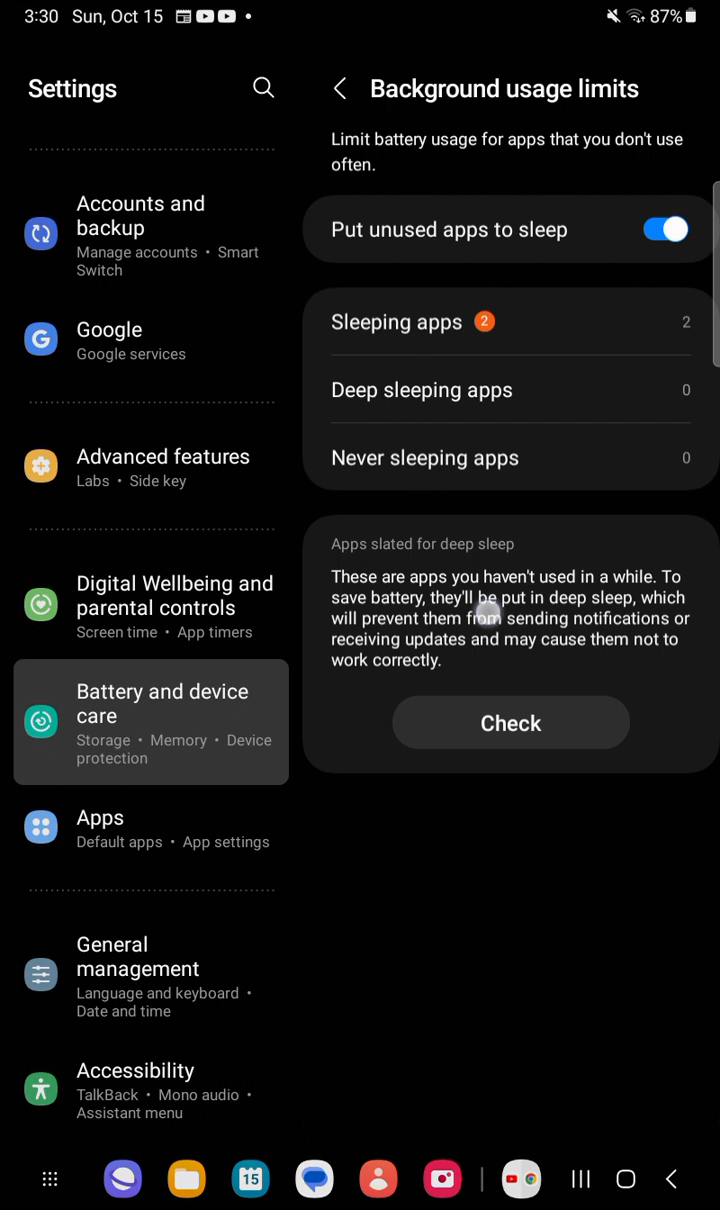 3:30 Sun, Oct 15
87%
Settings
Accounts and
backup
Manage accounts • Smart
Switch
Google
Google services
Advanced features
Labs • Side key
Digital Wellbeing and
parental controls
Screen time • App timers
Battery and device
care
Storage • Memory • Device
protection
Apps
Default apps • App settings
General
management
Language and keyboard •
Date and time
Accessibility
TalkBack • Mono audio •
Assistant menu
Background usage limits
Limit battery usage for apps that you don't use
often.
Put unused apps to sleep
Sleeping apps 2 2
Deep sleeping apps 0
Never sleeping apps 0
Apps slated for deep sleep
These are apps you haven't used in a while. To
save battery, they'll be put in deep sleep, which
will prevent them from sending notifications or
receiving updates and may cause them not to
work correctly.
Check
15